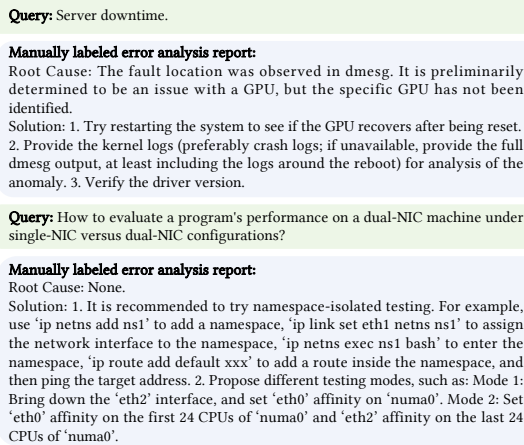 Query: Server downtime.
Manually labeled error analysis report:
Root Cause: The fault location was observed in dmesg. It is preliminarily
determined to be an issue with a GPU, but the specific GPU has not been
identified.
Solution: 1. Try restarting the system to see if the GPU recovers after being reset.
2. Provide the kernel logs (preferably crash logs; if unavailable, provide the full
dmesg output, at least including the logs around the reboot) for analysis of the
anomaly. 3. Verify the driver version.
Query: How to evaluate a program's performance on a dual-NIC machine under
single-NIC versus dual-NIC configurations?
Manually labeled error analysis report:
Root Cause: None.
Solution: 1. It is recommended to try namespace-isolated testing. For example,
use ‘ip netns add ns1’ to add a namespace, ‘ip link set eth1 netns ns1’ to assign
the network interface to the namespace, ‘ip netns exec ns1 bash’ to enter the
namespace, ‘ip route add default xxx’ to add a route inside the namespace, and
then ping the target address. 2. Propose different testing modes, such as: Mode 1:
Bring down the ‘eth2’ interface, and set ‘eth0’ affinity on ‘numa0’. Mode 2: Set
‘eth0’ affinity on the first 24 CPUs of ‘numa0’ and ‘eth2’ affinity on the last 24
CPUs of ‘numa0’.